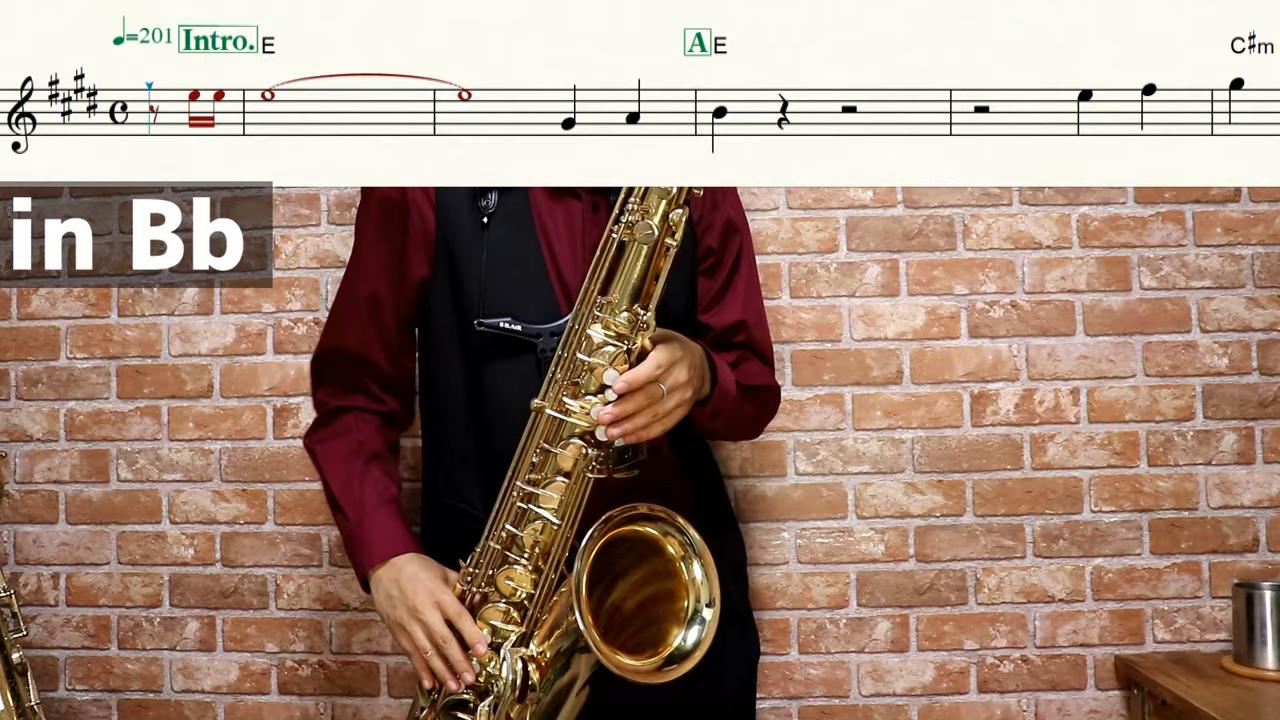 ♩=201 Intro. E A E C♯m
in Bb